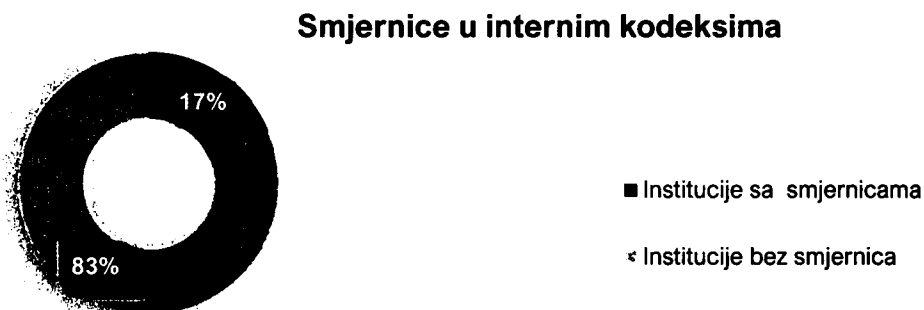 Smjernice u internim kodeksima
17%
83%
Institucije sa smjernicama
Institucije bez smjernica